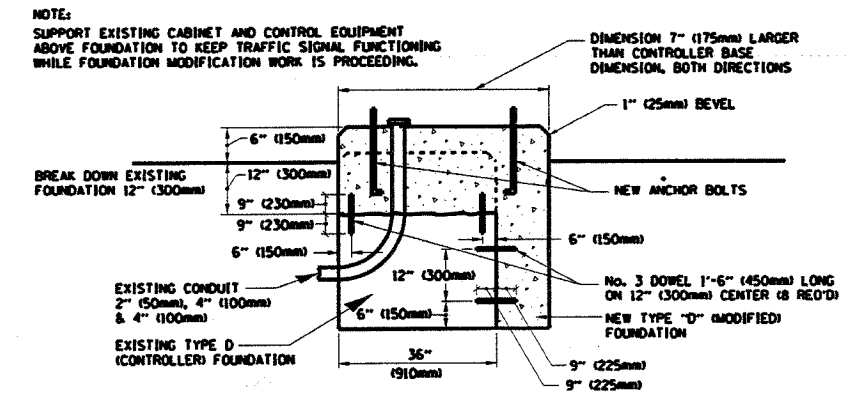 NOTE:
SUPPORT EXISTING CABINET AND CONTROL EQUIPMENT
ABOVE FOUNDATION TO KEEP TRAFFIC SIGNAL FUNCTIONING
WHILE FOUNDATION MODIFICATION WORK IS PROCEEDING.
DIMENSION 7" (175mm) LARGER
THAN CONTROLLER BASE
DIMENSION, BOTH DIRECTIONS
1" (25mm) BEVEL
6" (150mm)
BREAK DOWN EXISTING
FOUNDATION 12" (300mm)
12" (300mm)
NEW ANCHOR BOLTS
9" (230mm)
9" (230mm)
6" (150mm)
6" (150mm)
EXISTING CONDUIT
2" (50mm), 4" (100mm)
& 4" (100mm)
12" (300mm)
No. 3 DOWEL 1'-6" (450mm) LONG
ON 12" (300mm) CENTER (8 REQ'D)
6" (150mm)
NEW TYPE "D" (MODIFIED)
FOUNDATION
EXISTING TYPE D
(CONTROLLER) FOUNDATION
36"
(910mm)
9" (225mm)
9" (225mm)